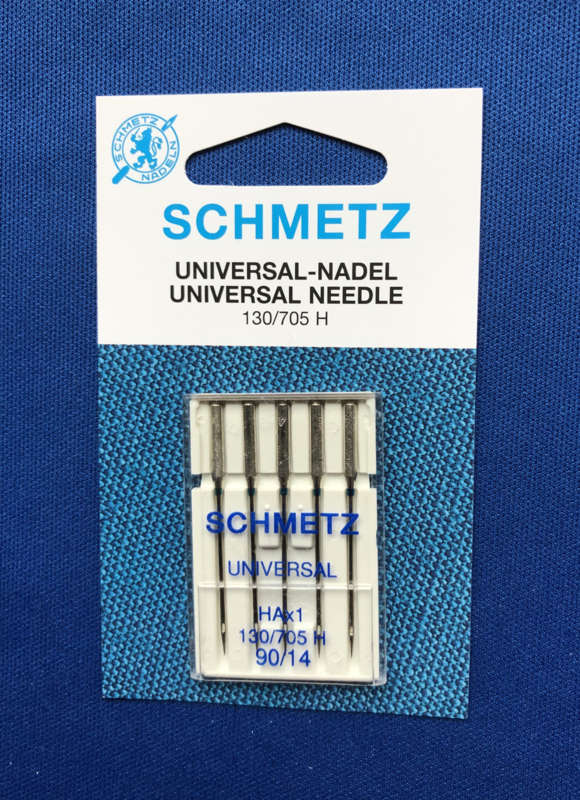 SCHMETZ
NADELN
SCHMETZ
UNIVERSAL-NADEL
UNIVERSAL NEEDLE
130/705 H
SCHMETZ
UNIVERSAL
HAx1
130/705 H
90/14